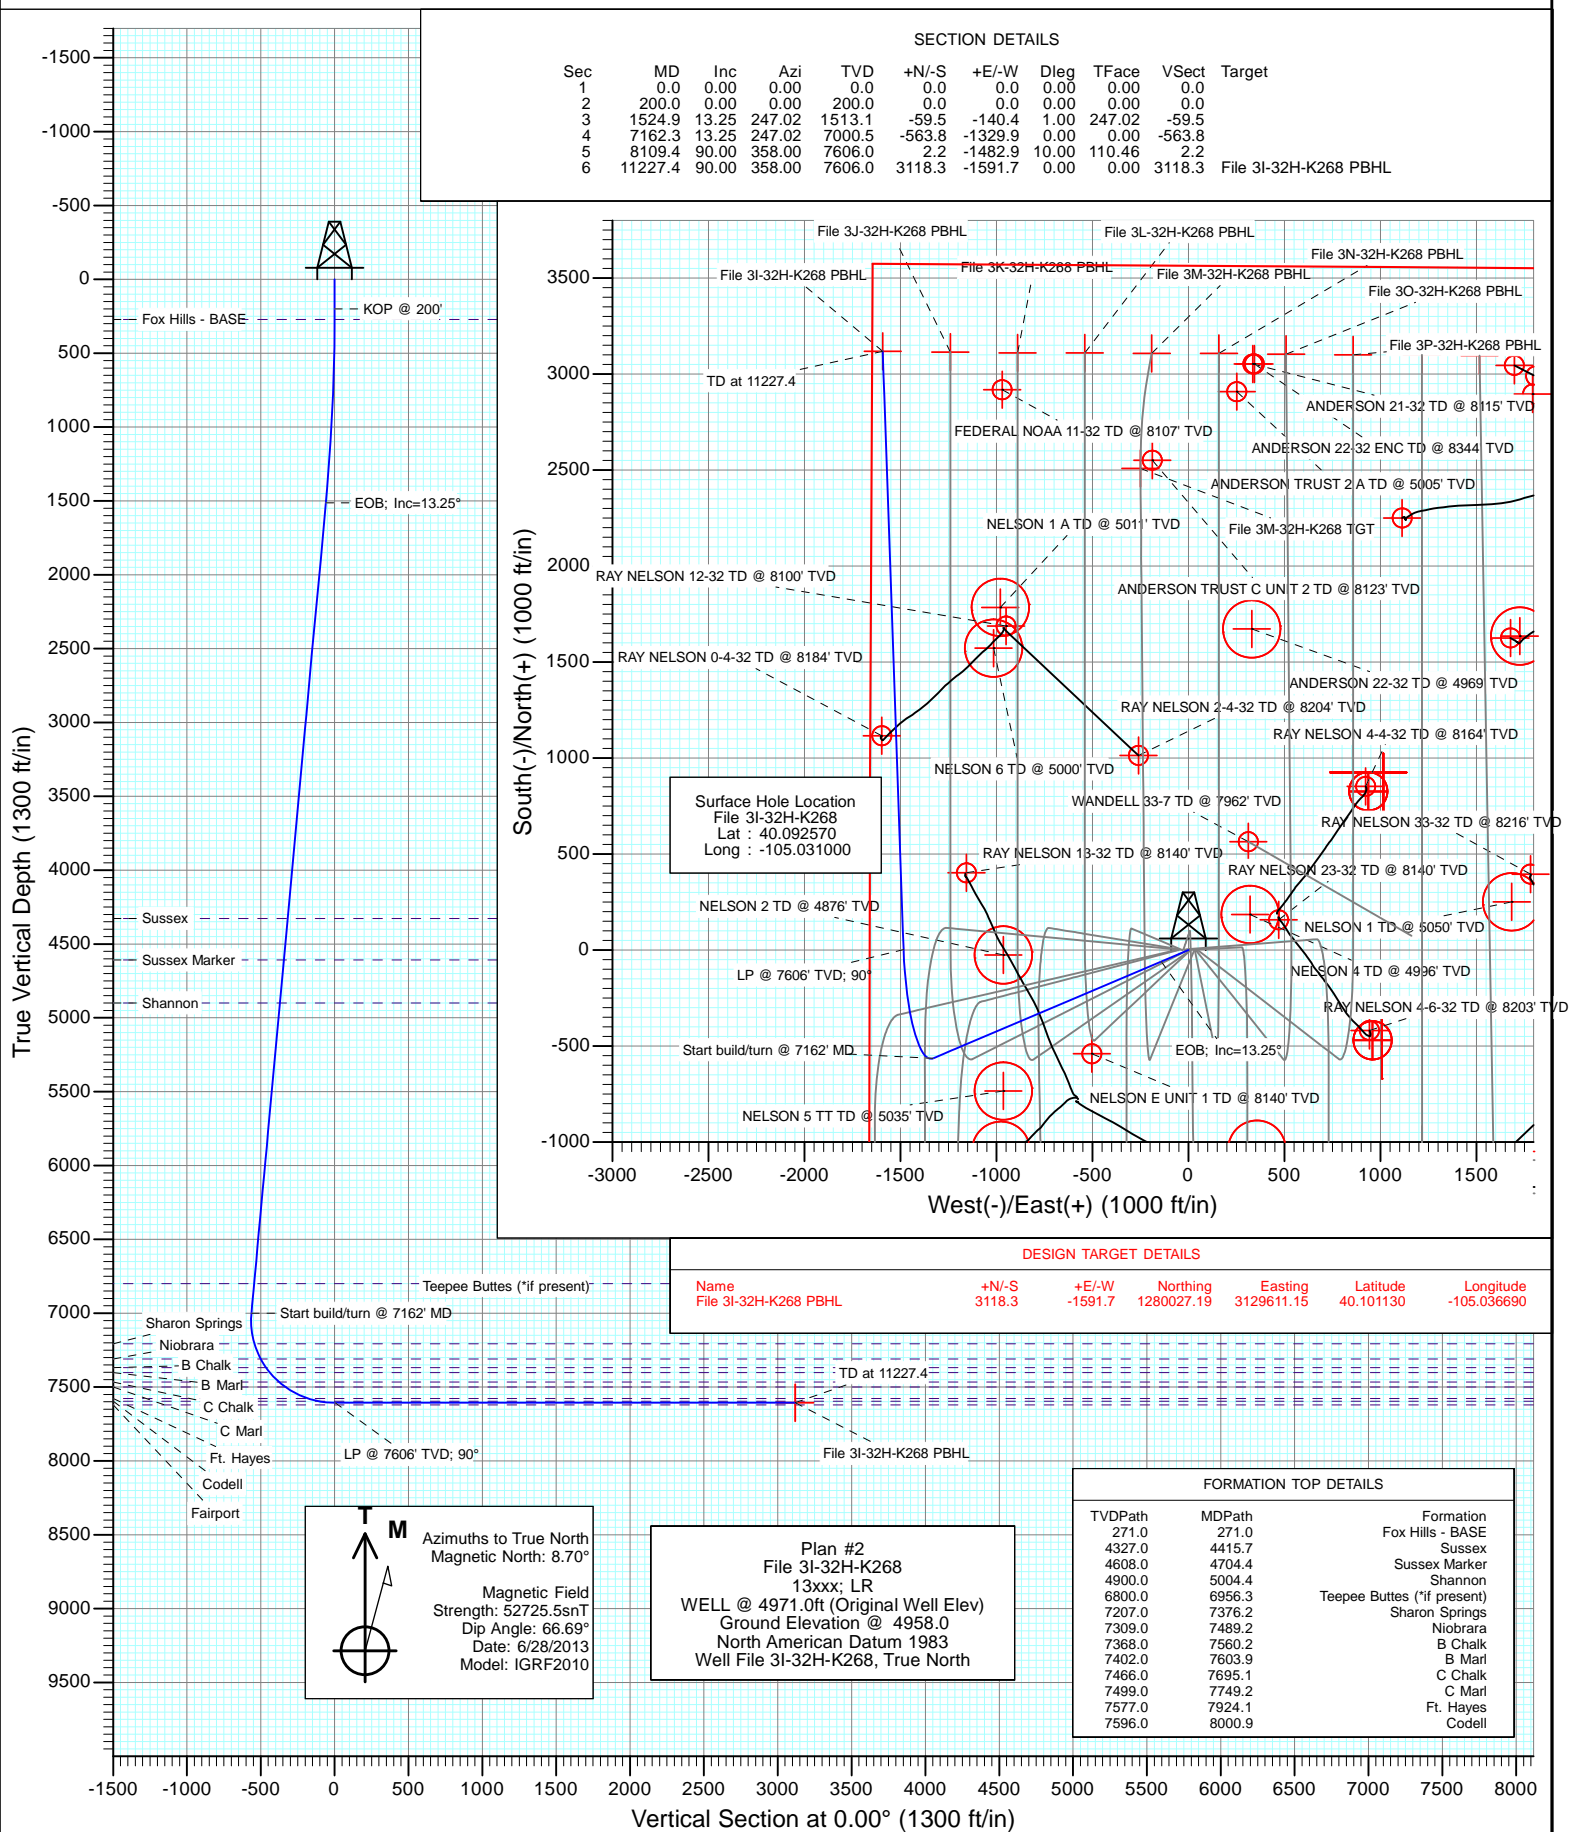 SECTION DETAILS
Sec MD Inc Azi TVD +N/-S +E/-W Dleg TFace VSect Target
1 0.0 0.00 0.00 0.0 0.0 0.0 0.00 0.00 0.0
2 200.0 0.00 0.00 200.0 0.0 0.0 0.00 0.00 0.0
3 1524.9 13.25 247.02 1513.1 -59.5 -140.4 1.00 247.02 -59.5
4 7162.3 13.25 247.02 7000.5 -563.8 -1329.9 0.00 0.00 -563.8
5 8109.4 90.00 358.00 7606.0 2.2 -1482.9 10.00 110.46 2.2
6 11227.4 90.00 358.00 7606.0 3118.3 -1591.7 0.00 0.00 3118.3 File 3I-32H-K268 PBHL
True Vertical Depth (1300 ft/in)
-1500
-1000
-500
0
500
1000
1500
2000
2500
3000
3500
4000
4500
5000
5500
6000
6500
7000
7500
8000
8500
9000
9500
KOP @ 200'
Fox Hills - BASE
EOB; Inc=13.25°
Sussex
Sussex Marker
Shannon
Teepee Buttes (*if present)
Start build/turn @ 7162' MD
Sharon Springs
Niobrara
B Chalk
B Marl
C Chalk
C Marl
Ft. Hayes
Codell
Fairport
LP @ 7606' TVD; 90°
TD at 11227.4
File 3I-32H-K268 PBHL
-1500 -1000 -500 0 500 1000 1500 2000 2500 3000 3500 4000 4500 5000 5500 6000 6500 7000 7500 8000
Vertical Section at 0.00° (1300 ft/in)
South(-)/North(+) (1000 ft/in)
3500
3000
2500
2000
1500
1000
500
0
-500
-1000
File 3J-32H-K268 PBHL
File 3L-32H-K268 PBHL
File 3N-32H-K268 PBHL
File 3I-32H-K268 PBHL
File 3K-32H-K268 PBHL
File 3M-32H-K268 PBHL
File 3O-32H-K268 PBHL
File 3P-32H-K268 PBHL
TD at 11227.4
ANDERSON 21-32 TD @ 8115' TVD
FEDERAL NOAA 11-32 TD @ 8107' TVD
ANDERSON 22-32 ENC TD @ 8344' TVD
ANDERSON TRUST 2 A TD @ 5005' TVD
NELSON 1 A TD @ 5011' TVD
File 3M-32H-K268 TGT
RAY NELSON 12-32 TD @ 8100' TVD
ANDERSON TRUST C UNIT 2 TD @ 8123' TVD
RAY NELSON 0-4-32 TD @ 8184' TVD
ANDERSON 22-32 TD @ 4969' TVD
RAY NELSON 2-4-32 TD @ 8204' TVD
RAY NELSON 4-4-32 TD @ 8164' TVD
NELSON 6 TD @ 5000' TVD
Surface Hole Location
File 3I-32H-K268
Lat : 40.092570
Long : -105.031000
WANDELL 33-7 TD @ 7962' TVD
RAY NELSON 33-32 TD @ 8216' TVD
RAY NELSON 13-32 TD @ 8140' TVD
RAY NELSON 23-32 TD @ 8140' TVD
NELSON 2 TD @ 4876' TVD
NELSON 1 TD @ 5050' TVD
LP @ 7606' TVD; 90°
NELSON 4 TD @ 4996' TVD
RAY NELSON 4-6-32 TD @ 8203' TVD
Start build/turn @ 7162' MD
EOB; Inc=13.25°
NELSON E UNIT 1 TD @ 8140' TVD
NELSON 5 TT TD @ 5035' TVD
-3000 -2500 -2000 -1500 -1000 -500 0 500 1000 1500
West(-)/East(+) (1000 ft/in)
DESIGN TARGET DETAILS
Name +N/-S +E/-W Northing Easting Latitude Longitude
File 3I-32H-K268 PBHL 3118.3 -1591.7 1280027.19 3129611.15 40.101130 -105.036690
T
M
Azimuths to True North
Magnetic North: 8.70°
Magnetic Field
Strength: 52725.5snT
Dip Angle: 66.69°
Date: 6/28/2013
Model: IGRF2010
Plan #2
File 3I-32H-K268
13xxx; LR
WELL @ 4971.0ft (Original Well Elev)
Ground Elevation @ 4958.0
North American Datum 1983
Well File 3I-32H-K268, True North
FORMATION TOP DETAILS
TVDPath MDPath Formation
271.0 271.0 Fox Hills - BASE
4327.0 4415.7 Sussex
4608.0 4704.4 Sussex Marker
4900.0 5004.4 Shannon
6800.0 6956.3 Teepee Buttes (*if present)
7207.0 7376.2 Sharon Springs
7309.0 7489.2 Niobrara
7368.0 7560.2 B Chalk
7402.0 7603.9 B Marl
7466.0 7695.1 C Chalk
7499.0 7749.2 C Marl
7577.0 7924.1 Ft. Hayes
7596.0 8000.9 Codell